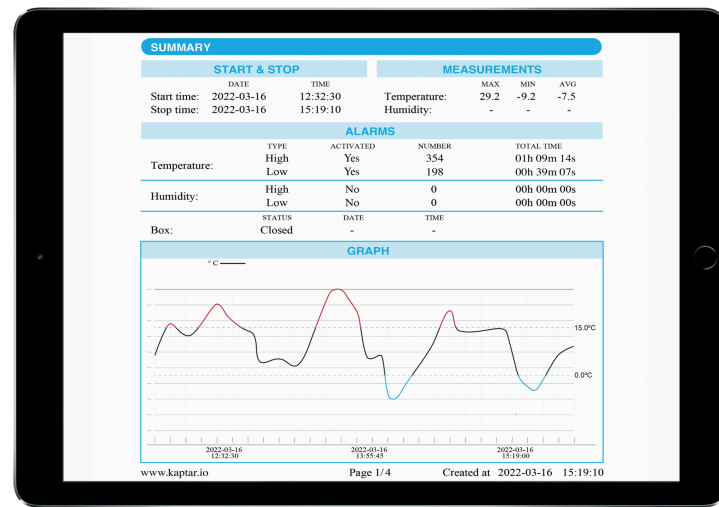 SUMMARY
START & STOP
DATE TIME
Start time: 2022-03-16 12:32:30
Stop time: 2022-03-16 15:19:10
MEASUREMENTS
MAX MIN AVG
Temperature: 29.2 -9.2 -7.5
Humidity: - - -
ALARMS
TYPE ACTIVATED NUMBER TOTAL TIME
Temperature:
High Yes 354 01h 09m 14s
Low Yes 198 00h 39m 07s
Humidity:
High No 0 00h 00m 00s
Low No 0 00h 00m 00s
STATUS DATE TIME
Box: Closed - -
GRAPH
° C
15.0°C
0.0°C
2022-03-16 2022-03-16 2022-03-16
12:32:30 13:55:45 15:19:00
www.kaptar.io Page 1/4 Created at 2022-03-16 15:19:10